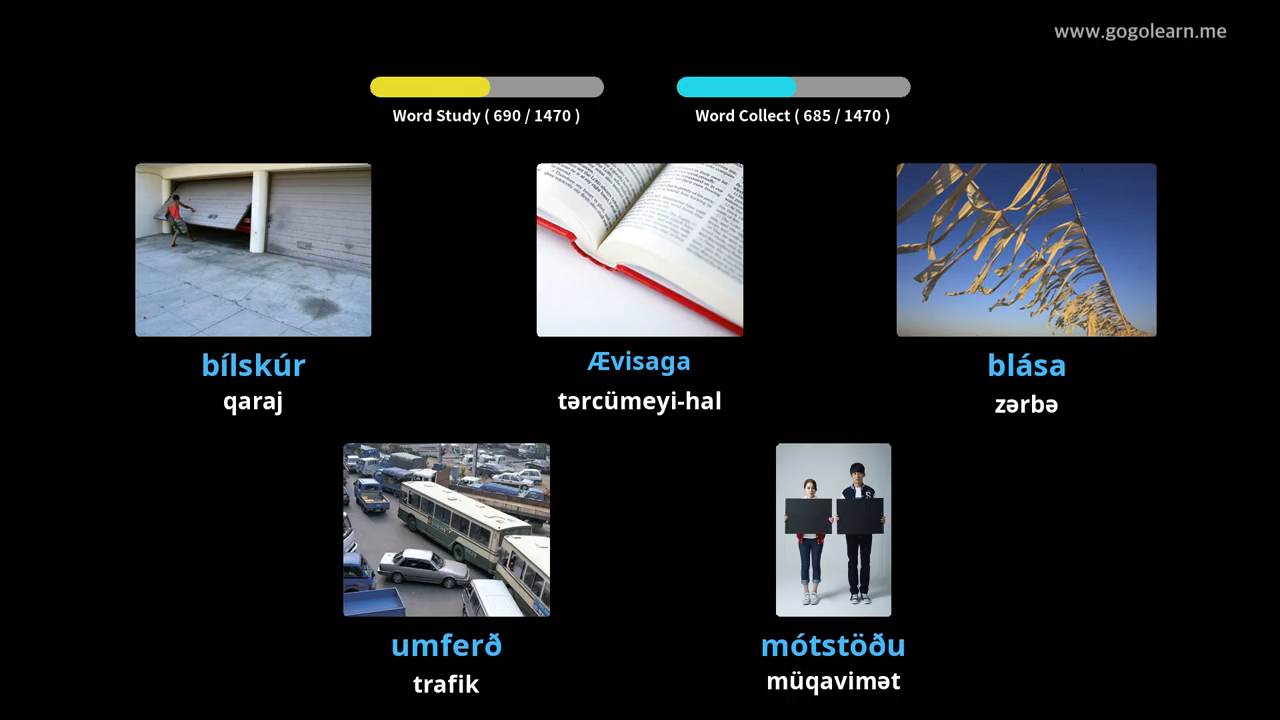 www.gogolearn.me
Word Study ( 690 / 1470 )
Word Collect ( 685 / 1470 )
bílskúr
qaraj
Ævisaga
tərcümeyi-hal
blása
zərbə
umferð
trafik
mótstöðu
müqavimət